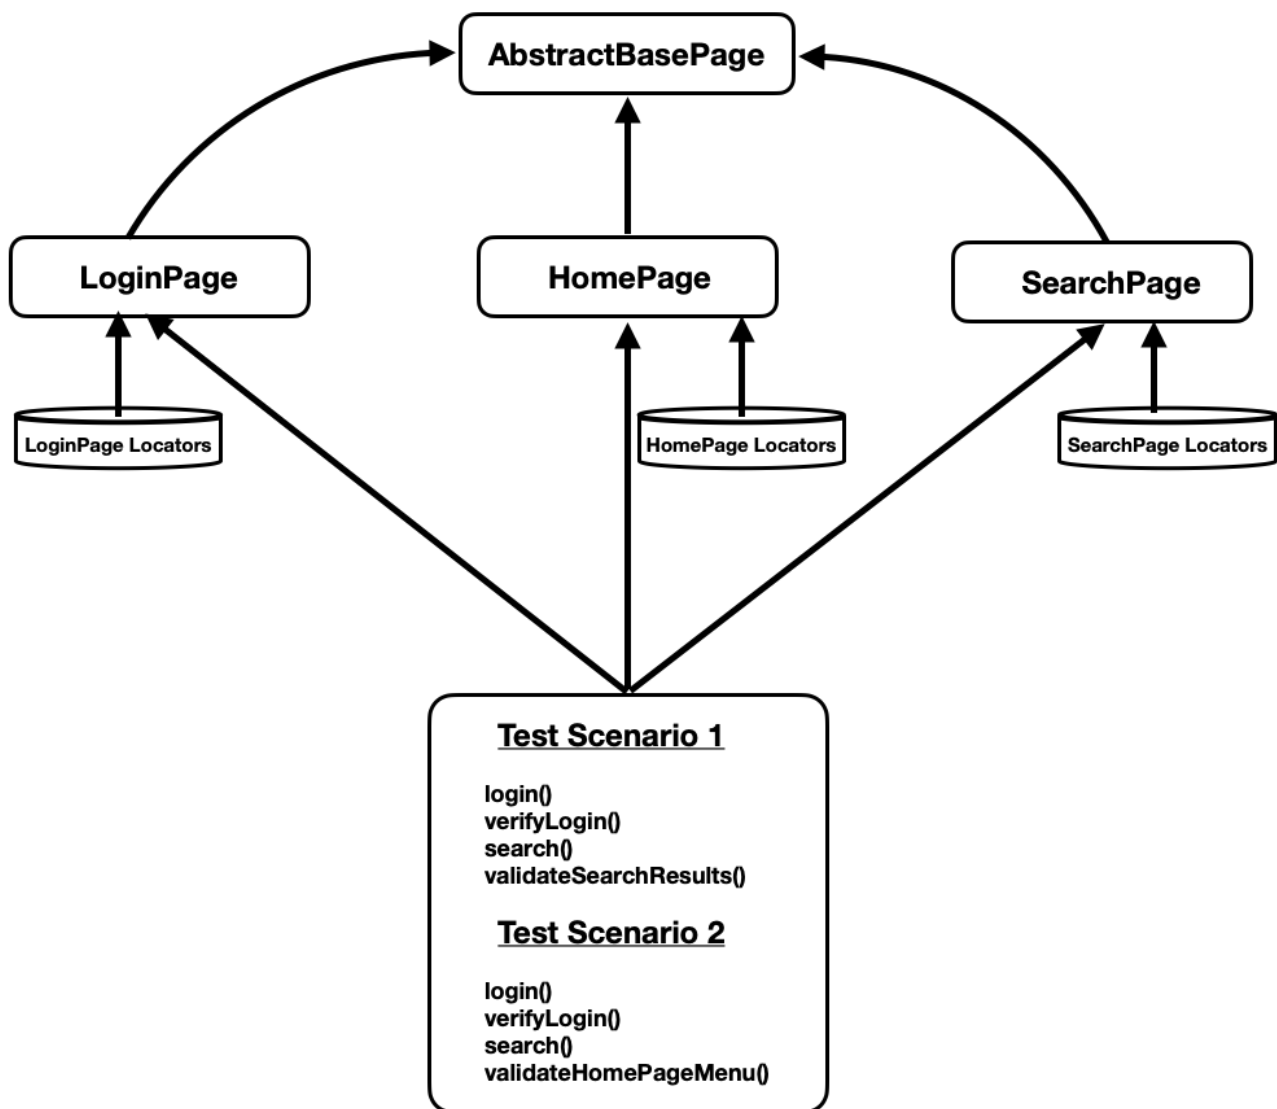 AbstractBasePage
LoginPage
HomePage
SearchPage
LoginPage Locators
HomePage Locators
SearchPage Locators
Test Scenario 1
login()
verifyLogin()
search()
validateSearchResults()
Test Scenario 2
login()
verifyLogin()
search()
validateHomePageMenu()